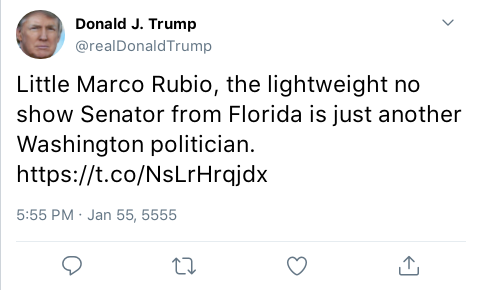 Donald J. Trump
@realDonaldTrump
Little Marco Rubio, the lightweight no
show Senator from Florida is just another
Washington politician.
https://t.co/NsLrHrqjdx
5:55 PM · Jan 55, 5555